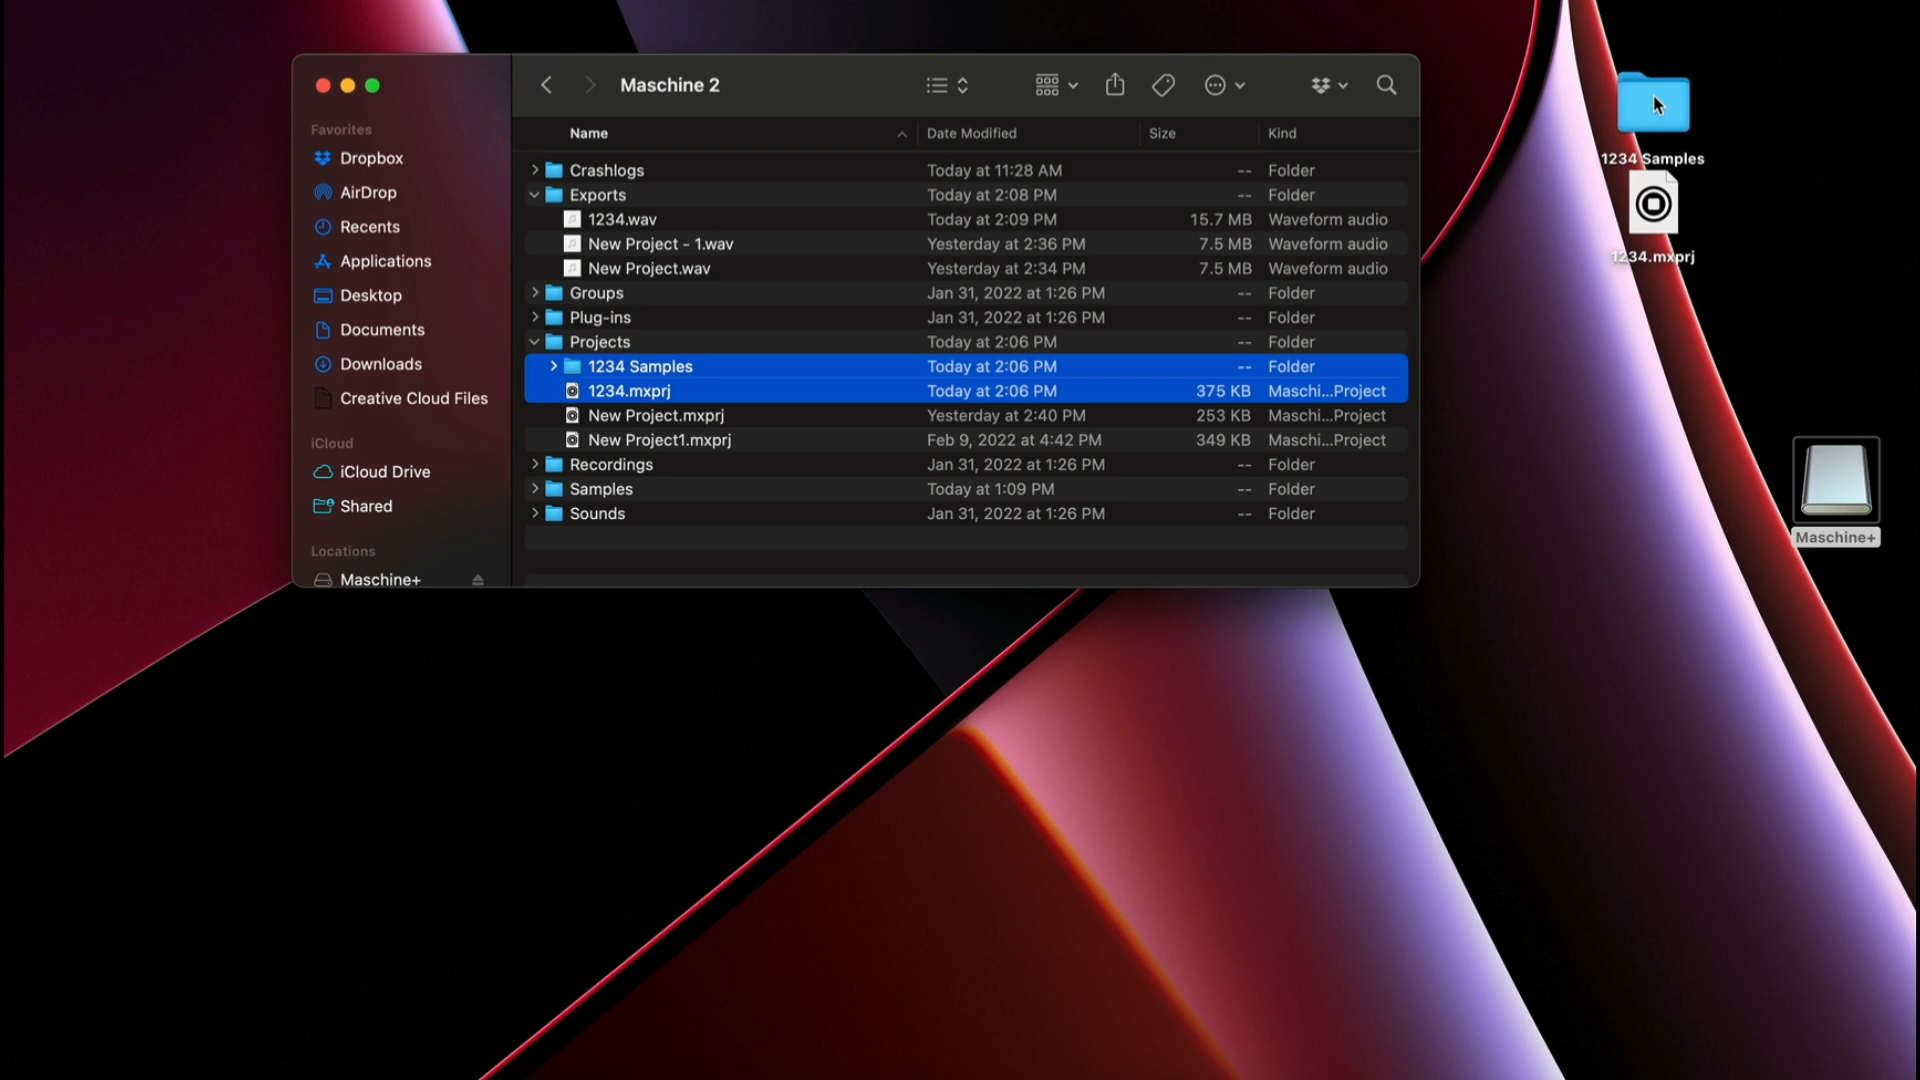 Maschine 2
Favorites
Dropbox
AirDrop
Recents
Applications
Desktop
Documents
Downloads
Creative Cloud Files
iCloud
iCloud Drive
Shared
Locations
Maschine+
Name Date Modified Size Kind
Crashlogs Today at 11:28 AM -- Folder
Exports Today at 2:08 PM -- Folder
1234.wav Today at 2:09 PM 15.7 MB Waveform audio
New Project - 1.wav Yesterday at 2:36 PM 7.5 MB Waveform audio
New Project.wav Yesterday at 2:34 PM 7.5 MB Waveform audio
Groups Jan 31, 2022 at 1:26 PM -- Folder
Plug-ins Jan 31, 2022 at 1:26 PM -- Folder
Projects Today at 2:06 PM -- Folder
1234 Samples Today at 2:06 PM -- Folder
1234.mxprj Today at 2:06 PM 375 KB Maschi...Project
New Project.mxprj Yesterday at 2:40 PM 253 KB Maschi...Project
New Project1.mxprj Feb 9, 2022 at 4:42 PM 349 KB Maschi...Project
Recordings Jan 31, 2022 at 1:26 PM -- Folder
Samples Today at 1:09 PM -- Folder
Sounds Jan 31, 2022 at 1:26 PM -- Folder
1234 Samples
1234.mxprj
Maschine+